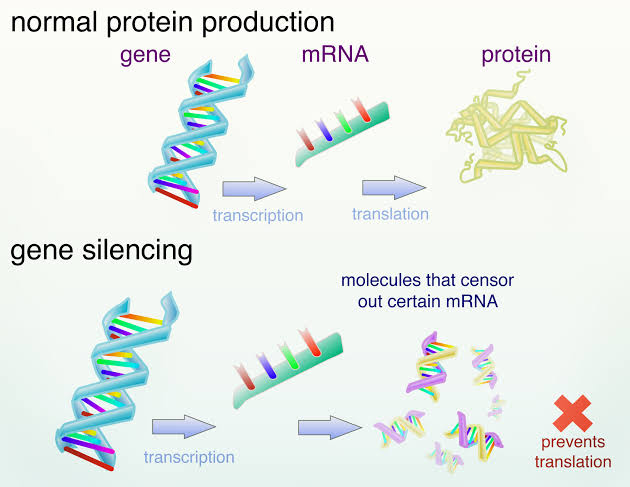 normal protein production
gene mRNA protein
transcription translation
gene silencing
molecules that censor
out certain mRNA
transcription
prevents
translation